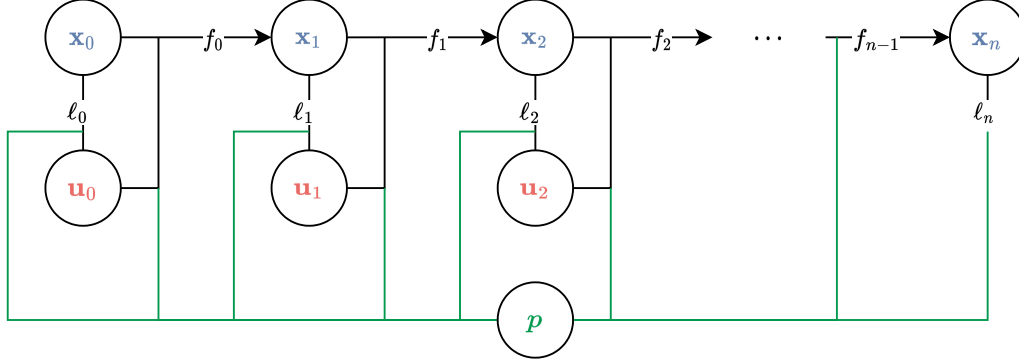 x₀ f₀ x₁ f₁ x₂ f₂ ⋯ fₙ₋₁ xₙ
ℓ₀ ℓ₁ ℓ₂ ℓₙ
u₀ u₁ u₂
p